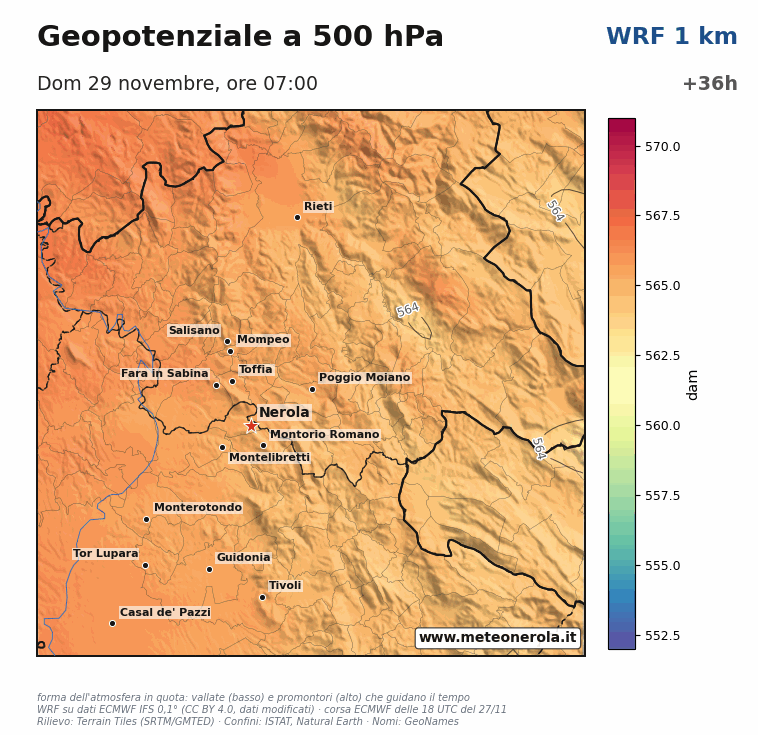 Geopotenziale a 500 hPa
WRF 1 km
Dom 29 novembre, ore 07:00
+36h
570.0
567.5
565.0
562.5
560.0
557.5
555.0
552.5
dam
564
564
564
Rieti
Salisano
Mompeo
Toffia
Fara in Sabina
Poggio Moiano
Nerola
Montorio Romano
Montelibretti
Monterotondo
Tor Lupara
Guidonia
Tivoli
Casal de' Pazzi
www.meteonerola.it
forma dell'atmosfera in quota: vallate (basso) e promontori (alto) che guidano il tempo
WRF su dati ECMWF IFS 0,1° (CC BY 4.0, dati modificati) · corsa ECMWF delle 18 UTC del 27/11
Rilievo: Terrain Tiles (SRTM/GMTED) · Confini: ISTAT, Natural Earth · Nomi: GeoNames